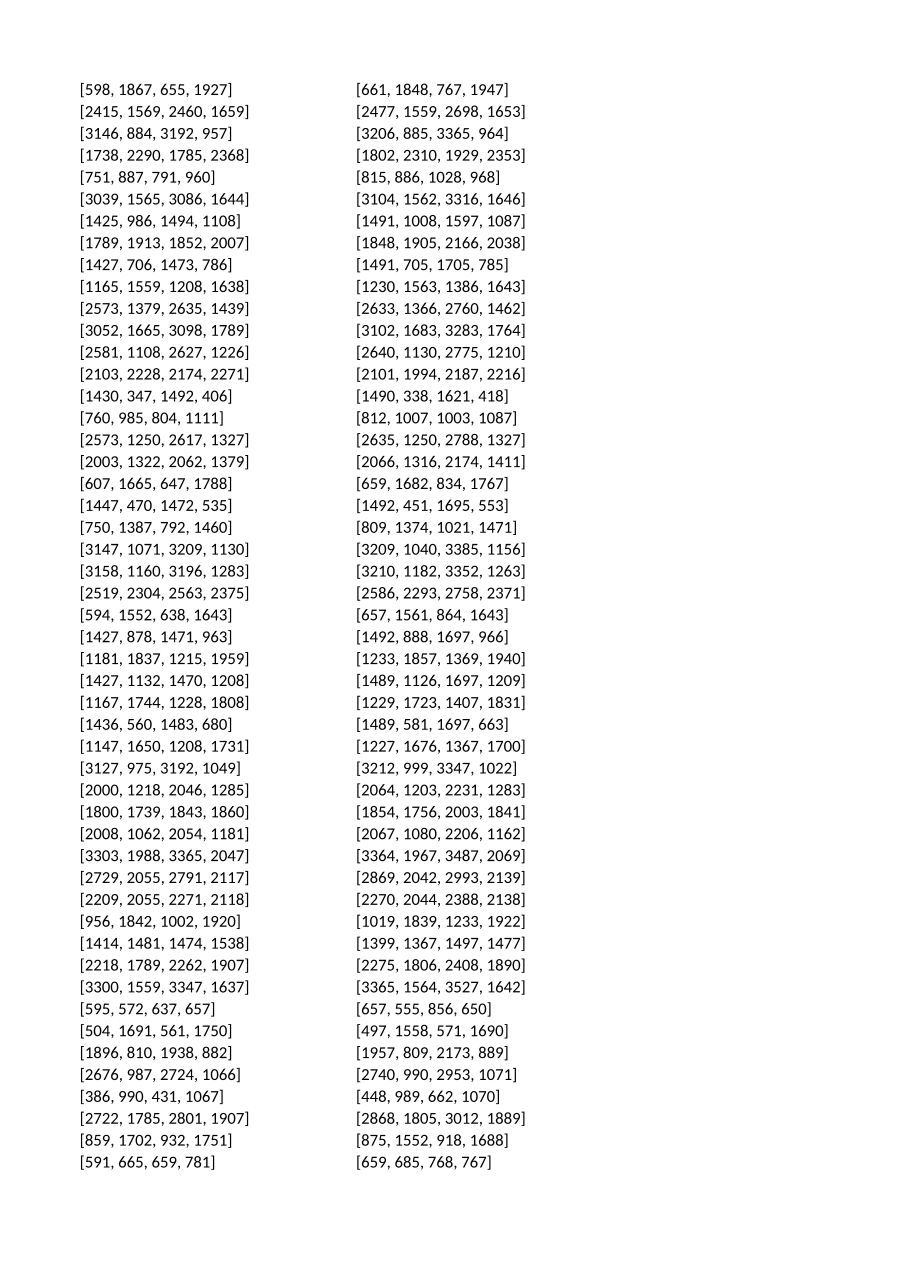 [598, 1867, 655, 1927] [661, 1848, 767, 1947]
[2415, 1569, 2460, 1659] [2477, 1559, 2698, 1653]
[3146, 884, 3192, 957] [3206, 885, 3365, 964]
[1738, 2290, 1785, 2368] [1802, 2310, 1929, 2353]
[751, 887, 791, 960] [815, 886, 1028, 968]
[3039, 1565, 3086, 1644] [3104, 1562, 3316, 1646]
[1425, 986, 1494, 1108] [1491, 1008, 1597, 1087]
[1789, 1913, 1852, 2007] [1848, 1905, 2166, 2038]
[1427, 706, 1473, 786] [1491, 705, 1705, 785]
[1165, 1559, 1208, 1638] [1230, 1563, 1386, 1643]
[2573, 1379, 2635, 1439] [2633, 1366, 2760, 1462]
[3052, 1665, 3098, 1789] [3102, 1683, 3283, 1764]
[2581, 1108, 2627, 1226] [2640, 1130, 2775, 1210]
[2103, 2228, 2174, 2271] [2101, 1994, 2187, 2216]
[1430, 347, 1492, 406] [1490, 338, 1621, 418]
[760, 985, 804, 1111] [812, 1007, 1003, 1087]
[2573, 1250, 2617, 1327] [2635, 1250, 2788, 1327]
[2003, 1322, 2062, 1379] [2066, 1316, 2174, 1411]
[607, 1665, 647, 1788] [659, 1682, 834, 1767]
[1447, 470, 1472, 535] [1492, 451, 1695, 553]
[750, 1387, 792, 1460] [809, 1374, 1021, 1471]
[3147, 1071, 3209, 1130] [3209, 1040, 3385, 1156]
[3158, 1160, 3196, 1283] [3210, 1182, 3352, 1263]
[2519, 2304, 2563, 2375] [2586, 2293, 2758, 2371]
[594, 1552, 638, 1643] [657, 1561, 864, 1643]
[1427, 878, 1471, 963] [1492, 888, 1697, 966]
[1181, 1837, 1215, 1959] [1233, 1857, 1369, 1940]
[1427, 1132, 1470, 1208] [1489, 1126, 1697, 1209]
[1167, 1744, 1228, 1808] [1229, 1723, 1407, 1831]
[1436, 560, 1483, 680] [1489, 581, 1697, 663]
[1147, 1650, 1208, 1731] [1227, 1676, 1367, 1700]
[3127, 975, 3192, 1049] [3212, 999, 3347, 1022]
[2000, 1218, 2046, 1285] [2064, 1203, 2231, 1283]
[1800, 1739, 1843, 1860] [1854, 1756, 2003, 1841]
[2008, 1062, 2054, 1181] [2067, 1080, 2206, 1162]
[3303, 1988, 3365, 2047] [3364, 1967, 3487, 2069]
[2729, 2055, 2791, 2117] [2869, 2042, 2993, 2139]
[2209, 2055, 2271, 2118] [2270, 2044, 2388, 2138]
[956, 1842, 1002, 1920] [1019, 1839, 1233, 1922]
[1414, 1481, 1474, 1538] [1399, 1367, 1497, 1477]
[2218, 1789, 2262, 1907] [2275, 1806, 2408, 1890]
[3300, 1559, 3347, 1637] [3365, 1564, 3527, 1642]
[595, 572, 637, 657] [657, 555, 856, 650]
[504, 1691, 561, 1750] [497, 1558, 571, 1690]
[1896, 810, 1938, 882] [1957, 809, 2173, 889]
[2676, 987, 2724, 1066] [2740, 990, 2953, 1071]
[386, 990, 431, 1067] [448, 989, 662, 1070]
[2722, 1785, 2801, 1907] [2868, 1805, 3012, 1889]
[859, 1702, 932, 1751] [875, 1552, 918, 1688]
[591, 665, 659, 781] [659, 685, 768, 767]